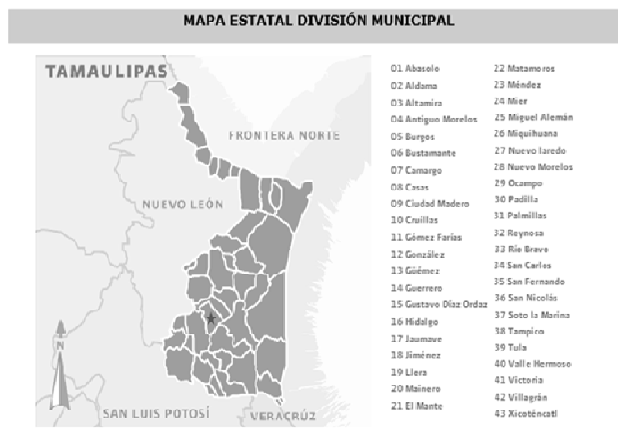 MAPA ESTATAL DIVISIÓN MUNICIPAL
TAMAULIPAS
FRONTERA NORTE
NUEVO LEÓN
N
SAN LUIS POTOSÍ
VERACRÚZ
01 Abasolo
02 Aldama
03 Altamira
04 Antiguo Morelos
05 Burgos
06 Bustamante
07 Camargo
08 Casas
09 Ciudad Madero
10 Cruillas
11 Gómez Farías
12 González
13 Güémez
14 Guerrero
15 Gustavo Díaz Ordaz
16 Hidalgo
17 Jaumave
18 Jiménez
19 Llera
20 Mainero
21 El Mante
22 Matamoros
23 Méndez
24 Mier
25 Miguel Alemán
26 Miquihuana
27 Nuevo laredo
28 Nuevo Morelos
29 Ocampo
30 Padilla
31 Palmillas
32 Reynosa
33 Río Bravo
34 San Carlos
35 San Fernando
36 San Nicolás
37 Soto la Marina
38 Tampico
39 Tula
40 Valle Hermoso
41 Victoria
42 Villagrán
43 Xicoténcatl